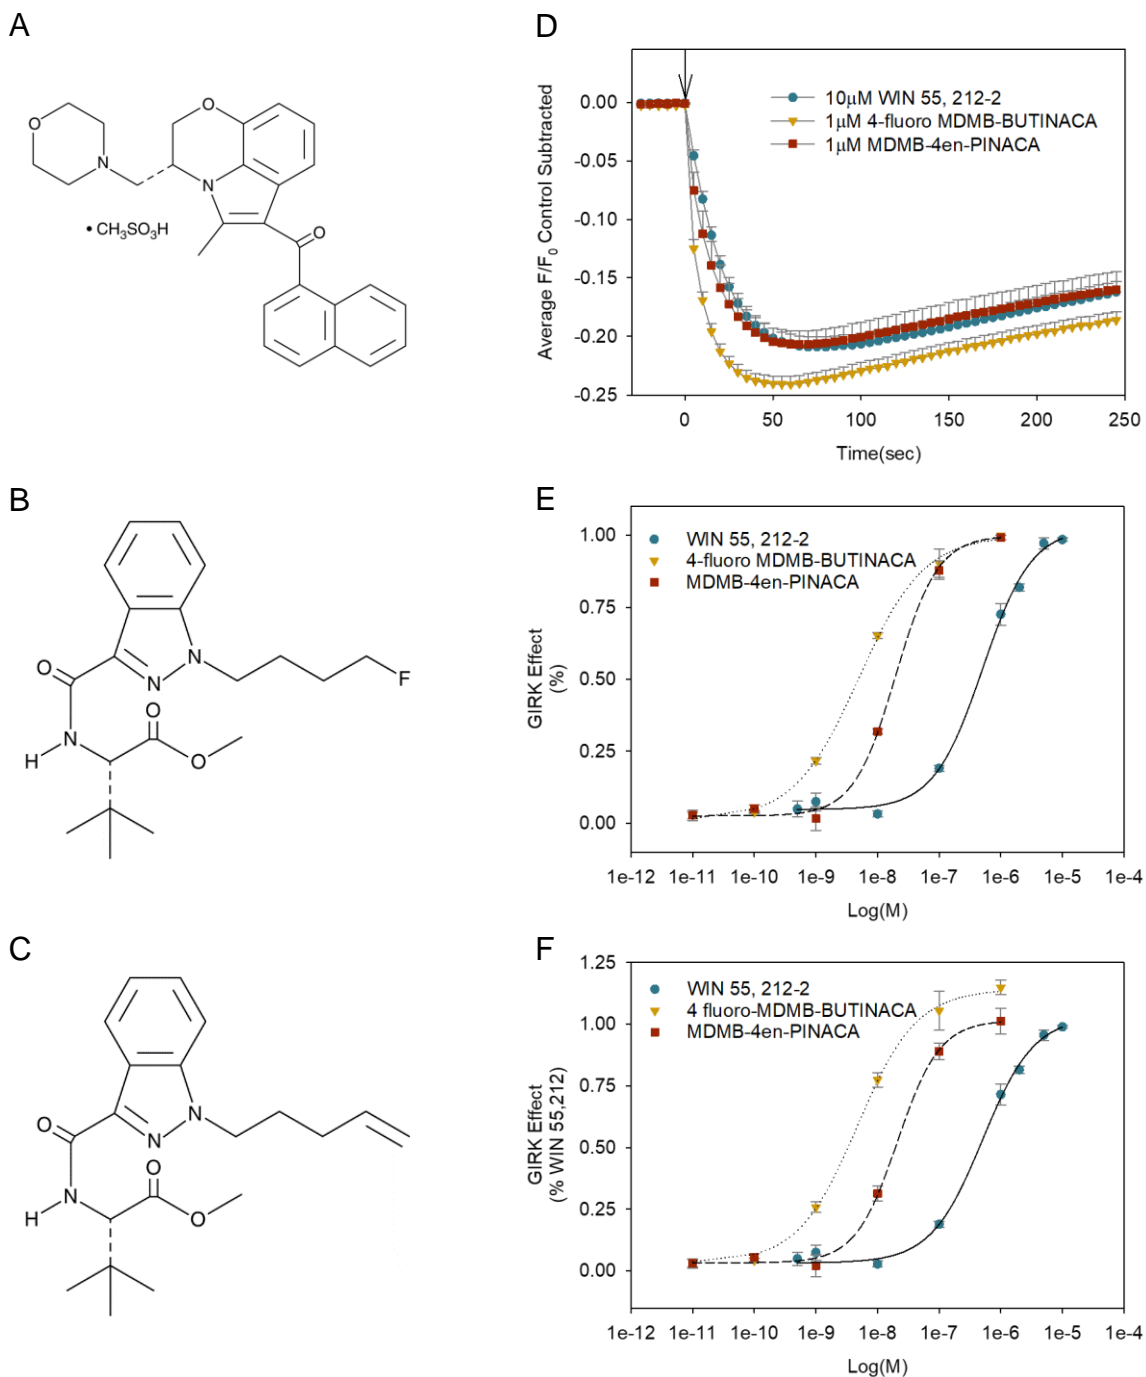 A
O
O
N
N
• CH₃SO₃H
O
B
O
N
N
F
H
N
O
O
C
O
N
N
H
N
O
O
D
Average F/F₀ Control Subtracted
0.00
-0.05
-0.10
-0.15
-0.20
-0.25
10µM WIN 55, 212-2
1µM 4-fluoro MDMB-BUTINACA
1µM MDMB-4en-PINACA
0 50 100 150 200 250
Time(sec)
E
GIRK Effect
(%)
1.00
0.75
0.50
0.25
0.00
WIN 55, 212-2
4-fluoro MDMB-BUTINACA
MDMB-4en-PINACA
1e-12 1e-11 1e-10 1e-9 1e-8 1e-7 1e-6 1e-5 1e-4
Log(M)
F
GIRK Effect
(% WIN 55,212)
1.25
1.00
0.75
0.50
0.25
0.00
WIN 55, 212-2
4 fluoro-MDMB-BUTINACA
MDMB-4en-PINACA
1e-12 1e-11 1e-10 1e-9 1e-8 1e-7 1e-6 1e-5 1e-4
Log(M)